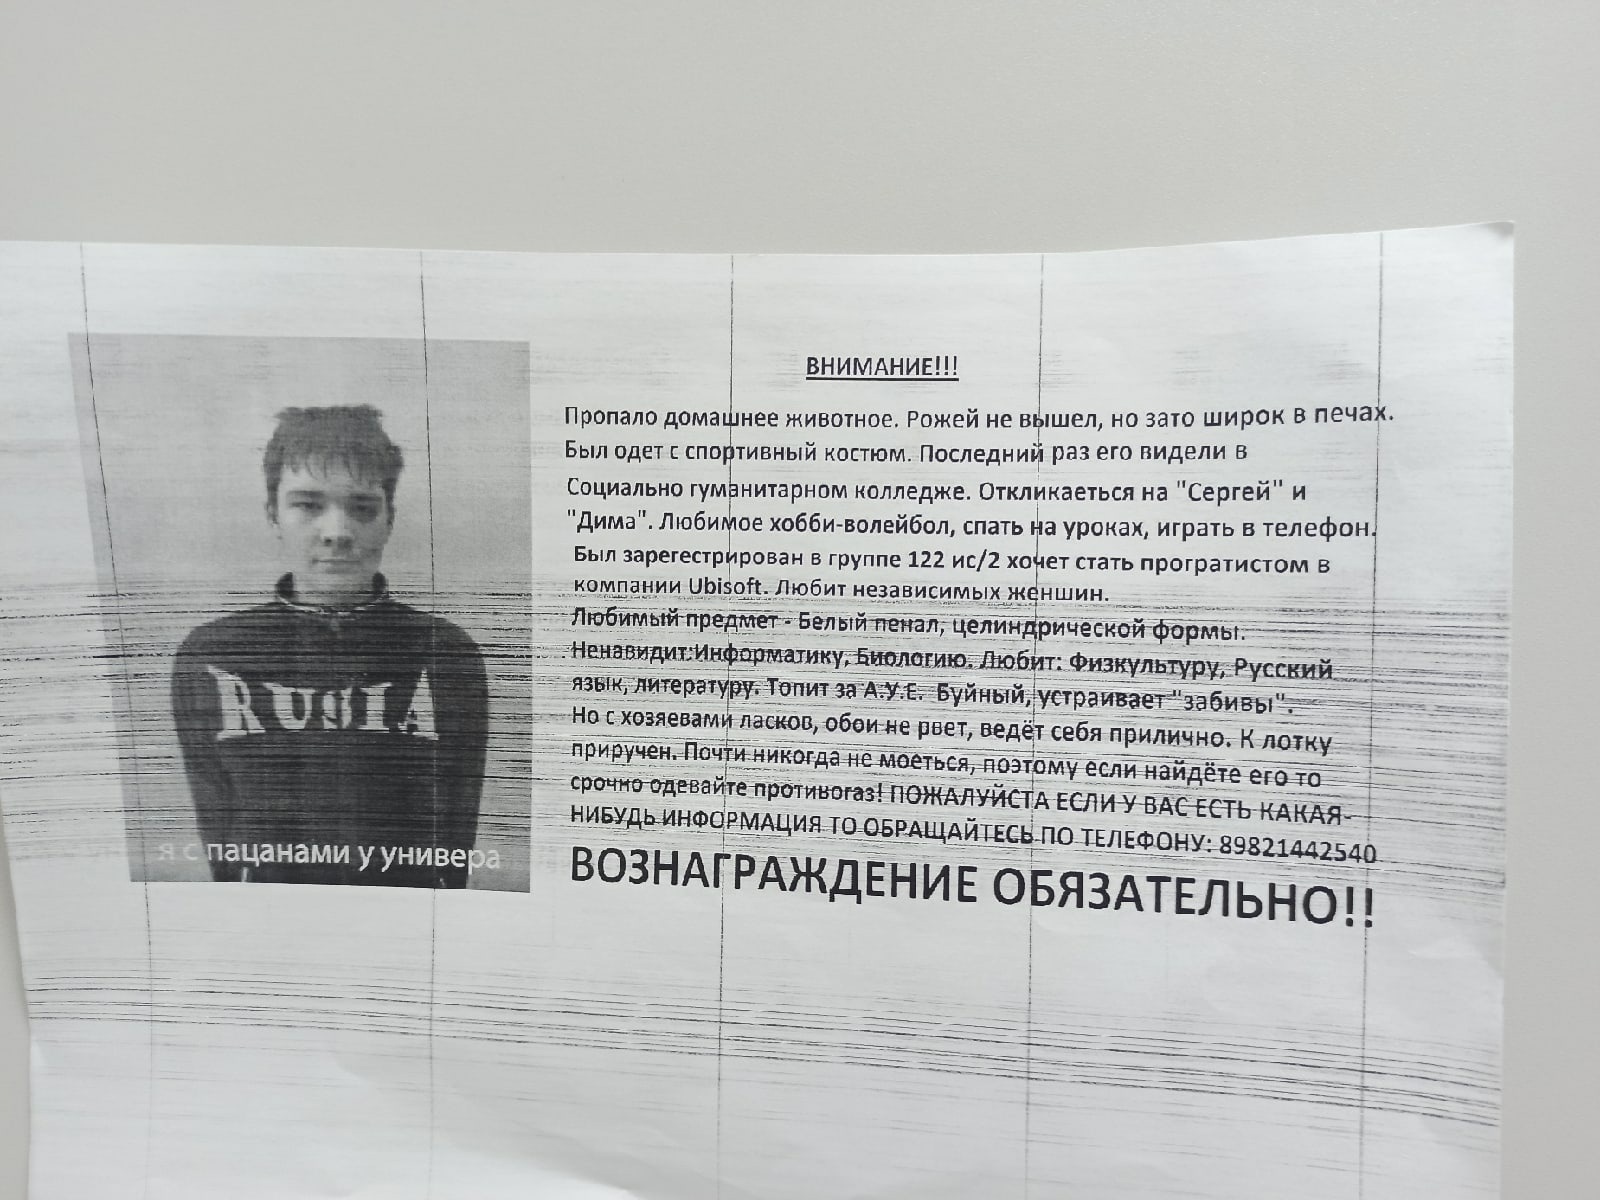 ВНИМАНИЕ!!!
Пропало домашнее животное. Рожей не вышел, но зато широк в печах.
Был одет с спортивный костюм. Последний раз его видели в
Социально гуманитарном колледже. Откликаеться на "Сергей" и
"Дима". Любимое хобби-волейбол, спать на уроках, играть в телефон.
Был зарегестрирован в группе 122 ис/2 хочет стать програтистом в
компании Ubisoft. Любит независимых женшин.
Любимый предмет - Белый пенал, целиндрической формы.
Ненавидит:Информатику, Биологию. Любит: Физкультуру, Русский
язык, литературу. Топит за А.У.Е. Буйный, устраивает "забивы".
Но с хозяевами ласков, обои не рвет, ведёт себя прилично. К лотку
приручен. Почти никогда не моеться, поэтому если найдёте его то
срочно одевайте противогаз! ПОЖАЛУЙСТА ЕСЛИ У ВАС ЕСТЬ КАКАЯ-
НИБУДЬ ИНФОРМАЦИЯ ТО ОБРАЩАЙТЕСЬ ПО ТЕЛЕФОНУ: 89821442540
ВОЗНАГРАЖДЕНИЕ ОБЯЗАТЕЛЬНО!!
RUSIA
я с пацанами у универа